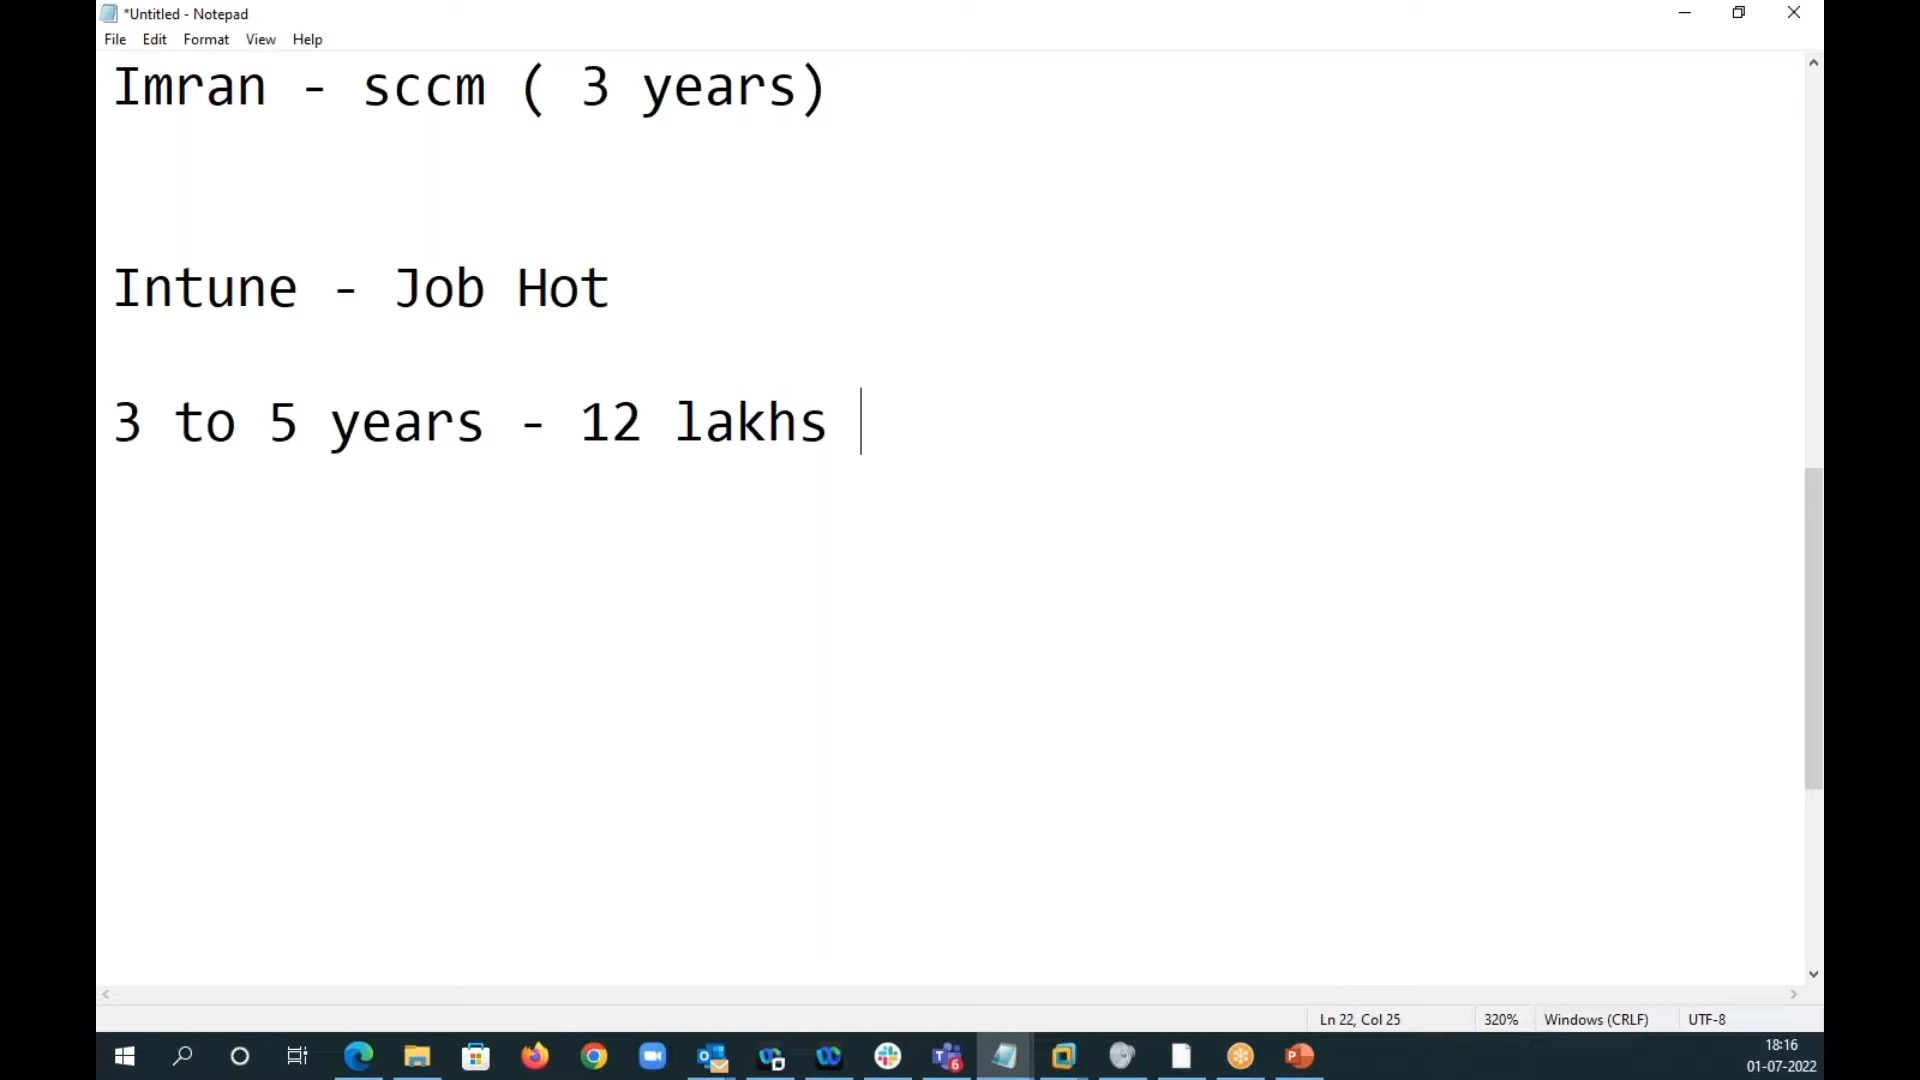 *Untitled - Notepad
File Edit Format View Help
Imran - sccm ( 3 years)
Intune - Job Hot
3 to 5 years - 12 lakhs
Ln 22, Col 25 320% Windows (CRLF) UTF-8
6
18:16
01-07-2022